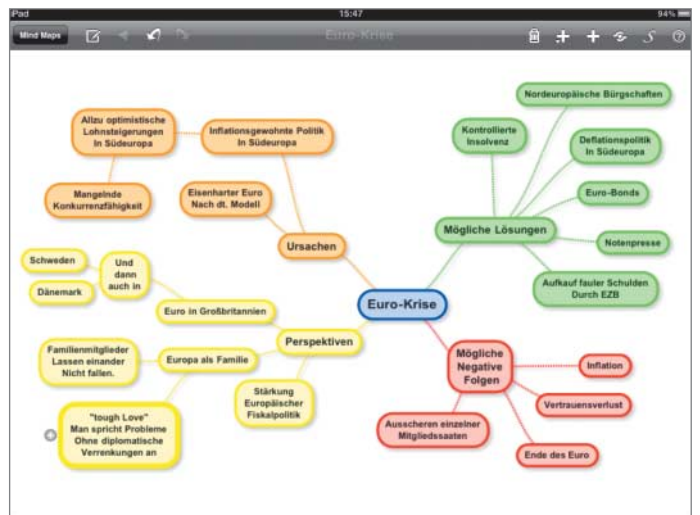 iPad
15:47
94%
Mind Maps
Euro-Krise
Allzu optimistische
Lohnsteigerungen
In Südeuropa
Inflationsgewohnte Politik
In Südeuropa
Mangelnde
Konkurrenzfähigkeit
Eisenharter Euro
Nach dt. Modell
Ursachen
Nordeuropäische Bürgschaften
Kontrollierte
Insolvenz
Deflationspolitik
In Südeuropa
Euro-Bonds
Mögliche Lösungen
Notenpresse
Aufkauf fauler Schulden
Durch EZB
Euro-Krise
Schweden
Dänemark
Und
dann
auch in
Euro in Großbritannien
Perspektiven
Familienmitglieder
Lassen einander
Nicht fallen.
Europa als Familie
Stärkung
Europäischer
Fiskalpolitik
"tough Love"
Man spricht Probleme
Ohne diplomatische
Verrenkungen an
Mögliche
Negative
Folgen
Inflation
Vertrauensverlust
Ausscheren einzelner
Mitgliedssaaten
Ende des Euro